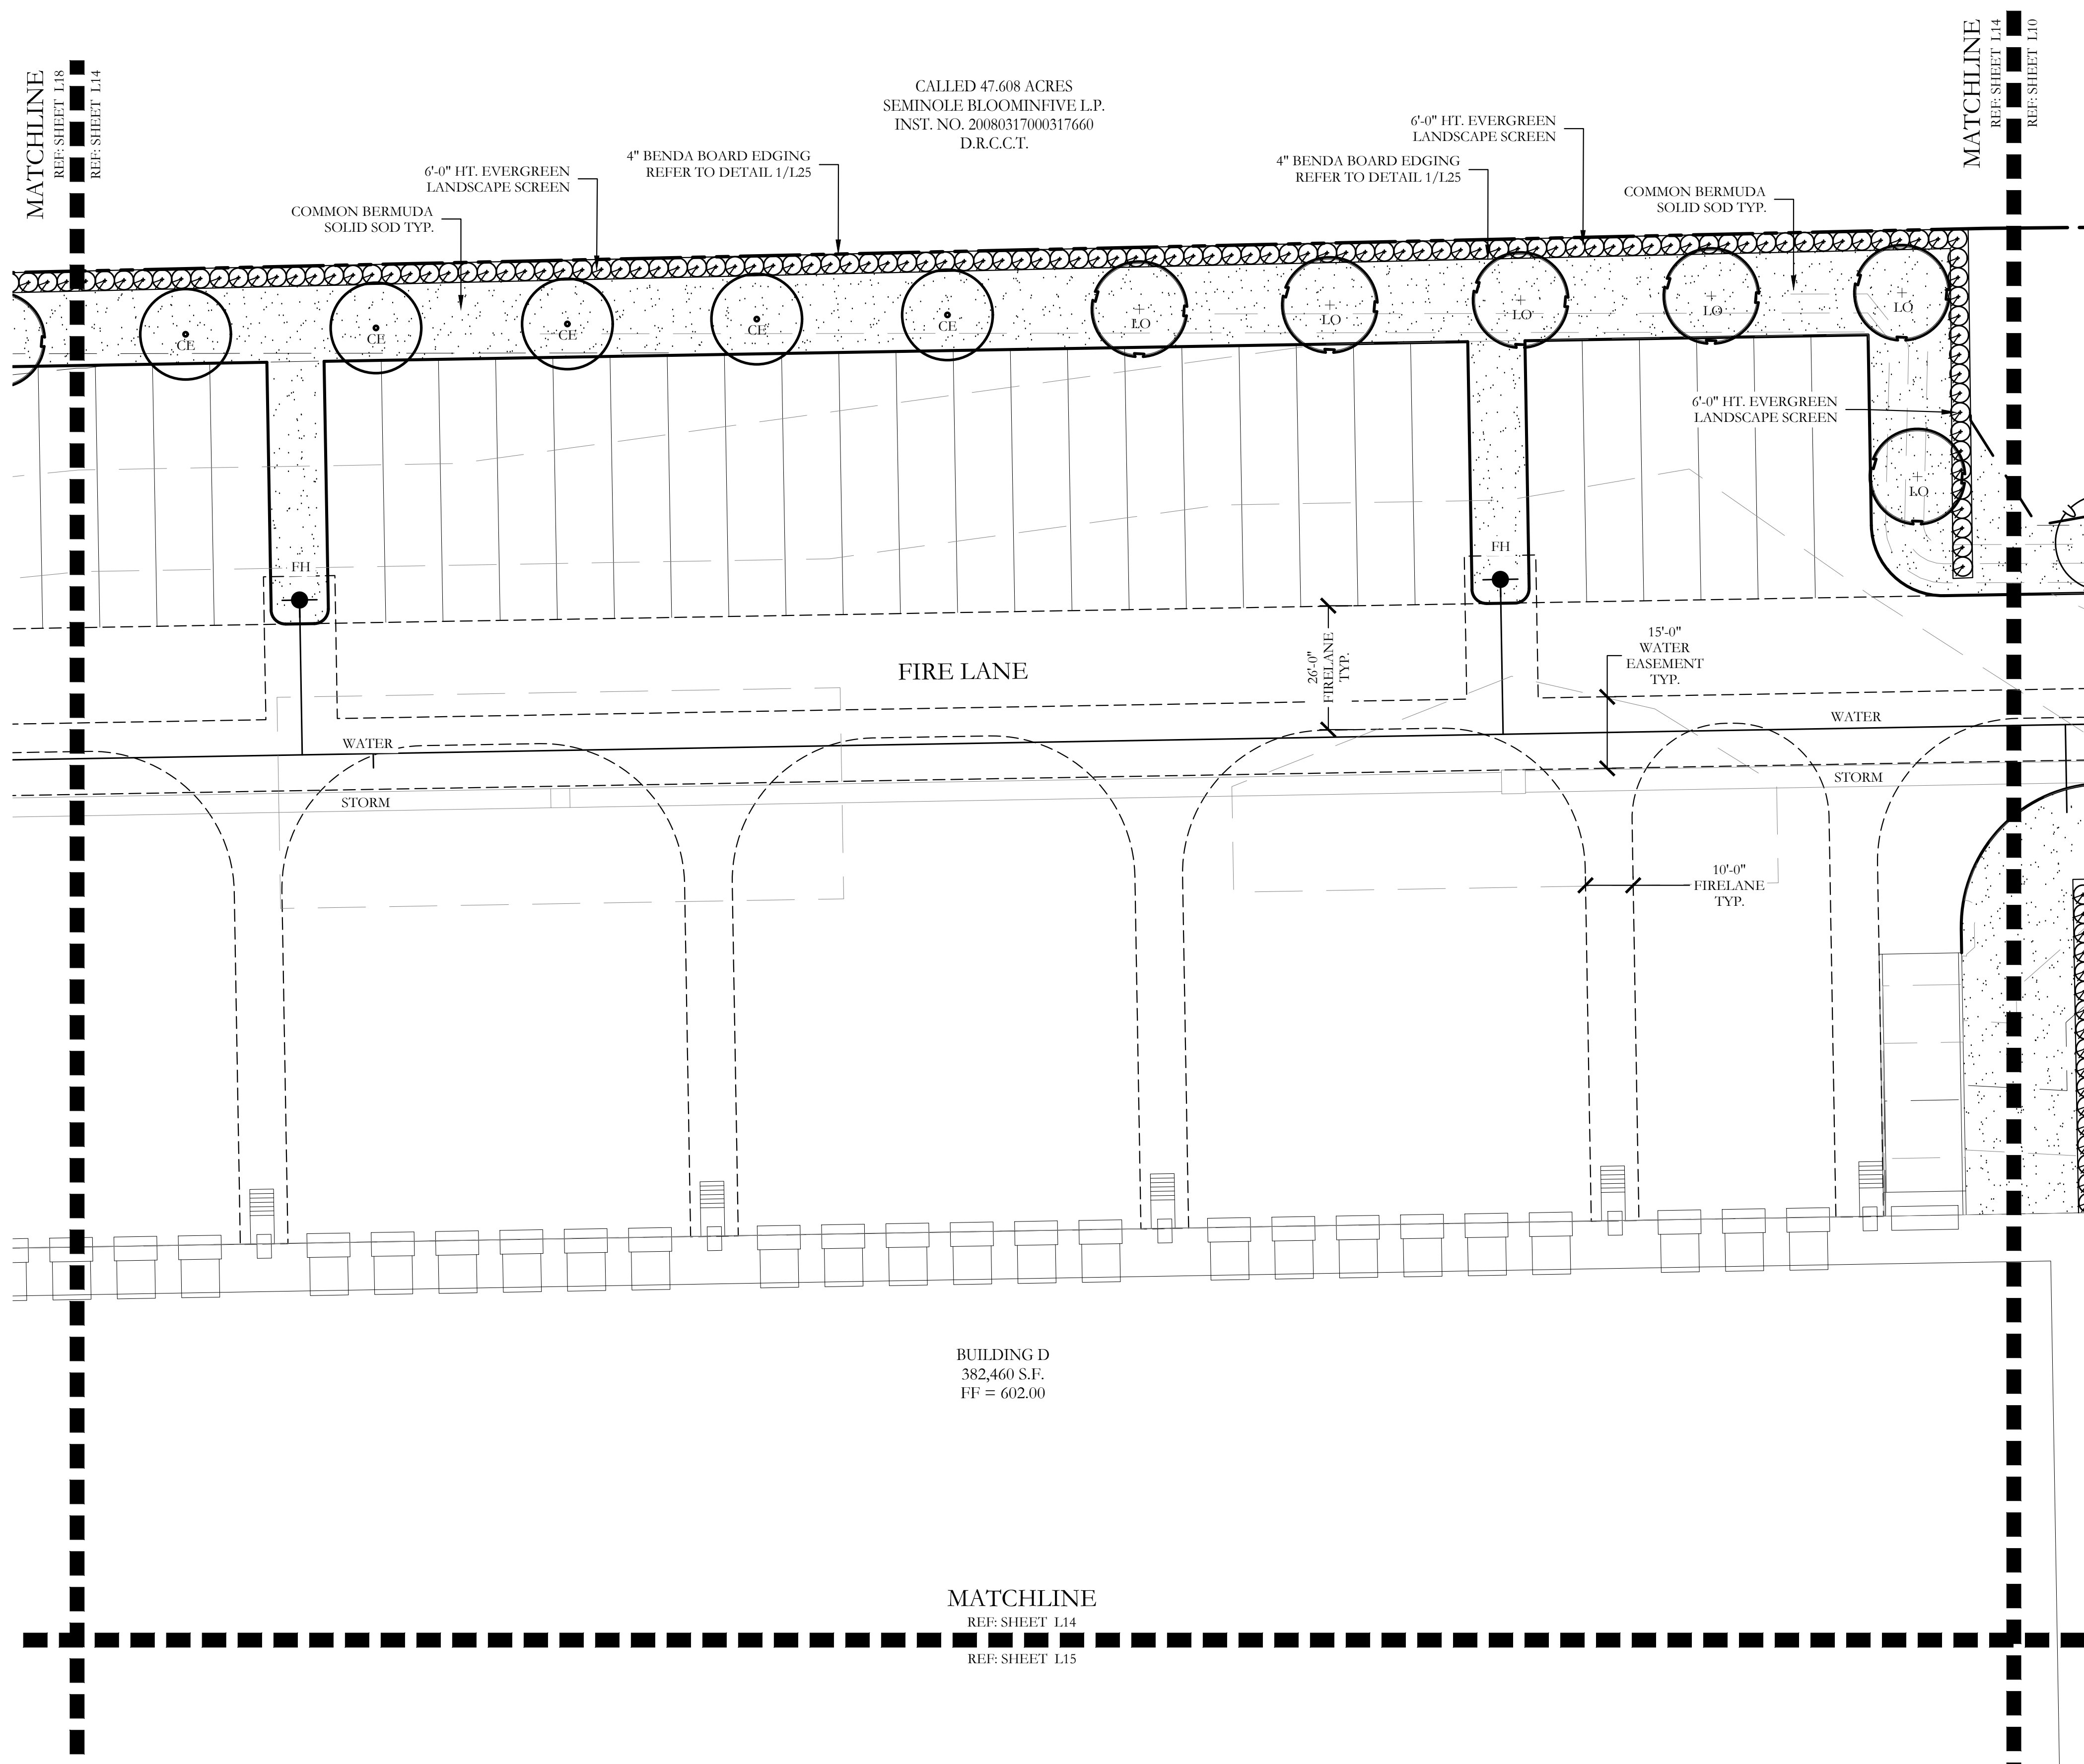 MATCHLINE
REF: SHEET L18
REF: SHEET L14
MATCHLINE
REF: SHEET L14
REF: SHEET L10
CALLED 47.608 ACRES
SEMINOLE BLOOMINFIVE L.P.
INST. NO. 20080317000317660
D.R.C.C.T.
COMMON BERMUDA
SOLID SOD TYP.
6'-0" HT. EVERGREEN
LANDSCAPE SCREEN
4" BENDA BOARD EDGING
REFER TO DETAIL 1/L25
4" BENDA BOARD EDGING
REFER TO DETAIL 1/L25
6'-0" HT. EVERGREEN
LANDSCAPE SCREEN
COMMON BERMUDA
SOLID SOD TYP.
CE
CE
CE
CE
CE
LO
LO
LO
LO
LO
6'-0" HT. EVERGREEN
LANDSCAPE SCREEN
LO
FH
FH
FIRE LANE
26'-0"
FIRELANE
TYP.
15'-0"
WATER
EASEMENT
TYP.
WATER
WATER
STORM
STORM
10'-0"
FIRELANE
TYP.
BUILDING D
382,460 S.F.
FF = 602.00
MATCHLINE
REF: SHEET L14
REF: SHEET L15